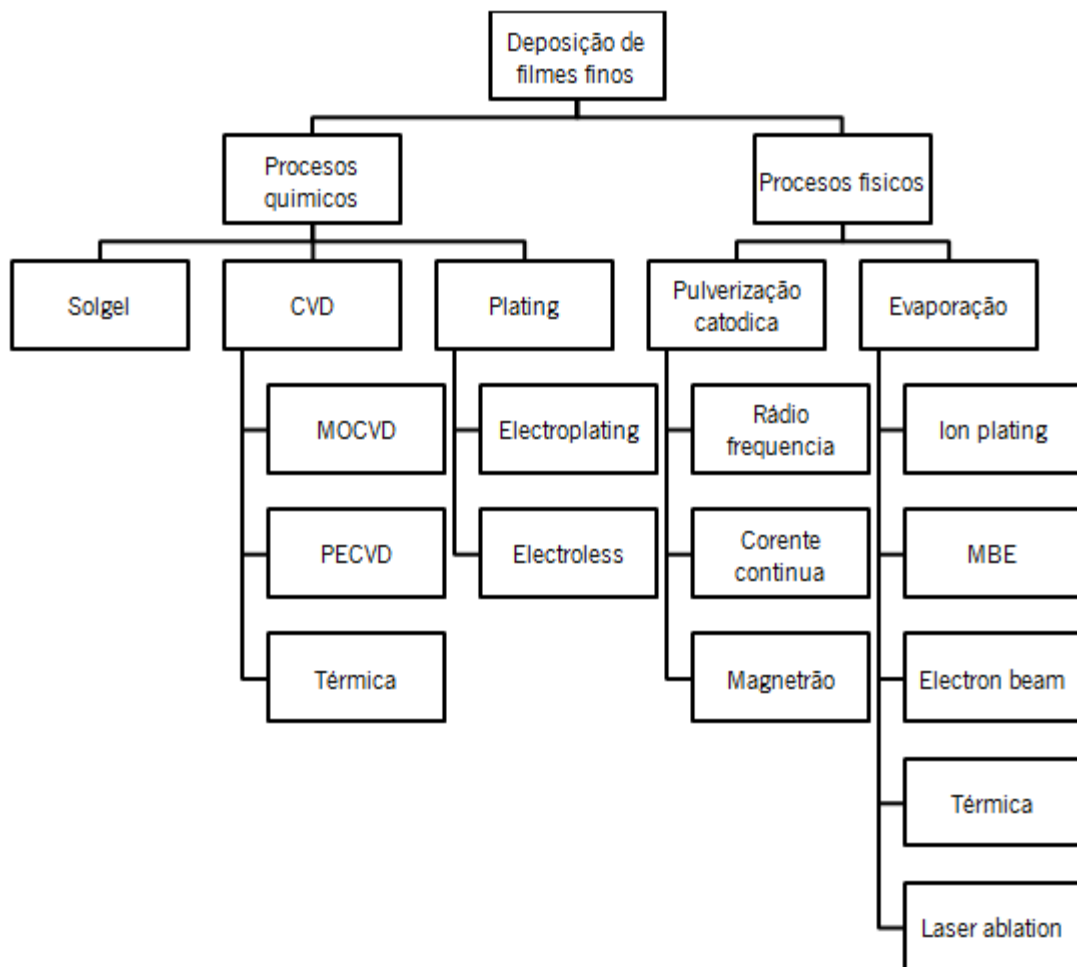 Deposição de
filmes finos
Procesos
quimicos
Procesos fisicos
Solgel
CVD
Plating
Pulverização
catodica
Evaporação
MOCVD
Electroplating
Rádio
frequencia
Ion plating
PECVD
Electroless
Corente
continua
MBE
Térmica
Magnetrão
Electron beam
Térmica
Laser ablation